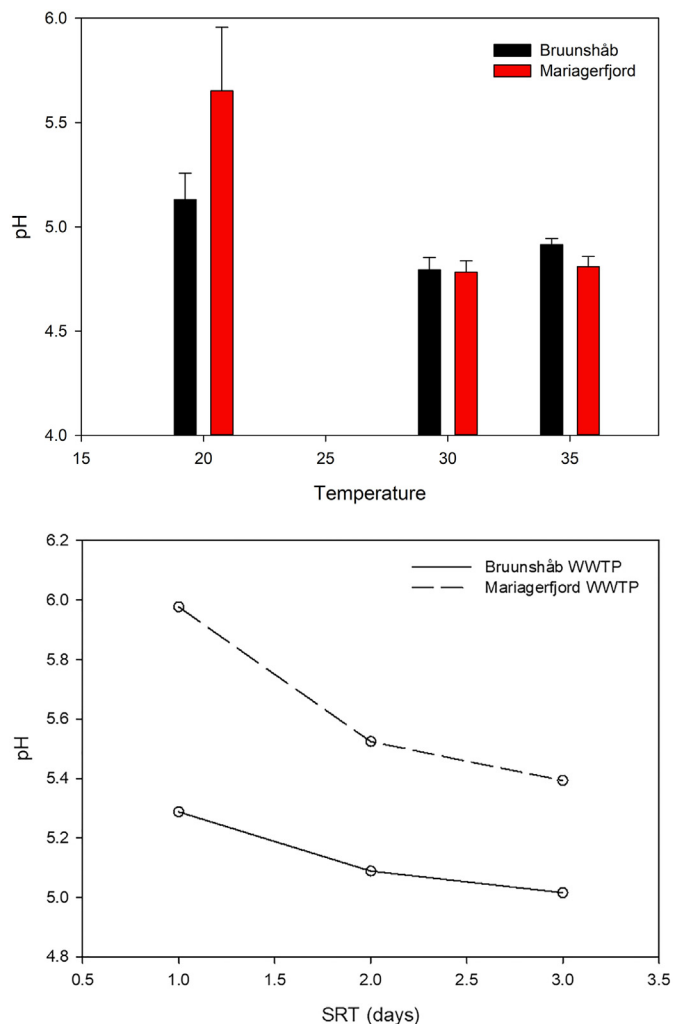 6.0
Bruunshåb
Mariagerfjord
5.5
pH
5.0
4.5
4.0
15 20 25 30 35
Temperature
6.2
Bruunshåb WWTP
Mariagerfjord WWTP
6.0
5.8
5.6
pH
5.4
5.2
5.0
4.8
0.5 1.0 1.5 2.0 2.5 3.0 3.5
SRT (days)